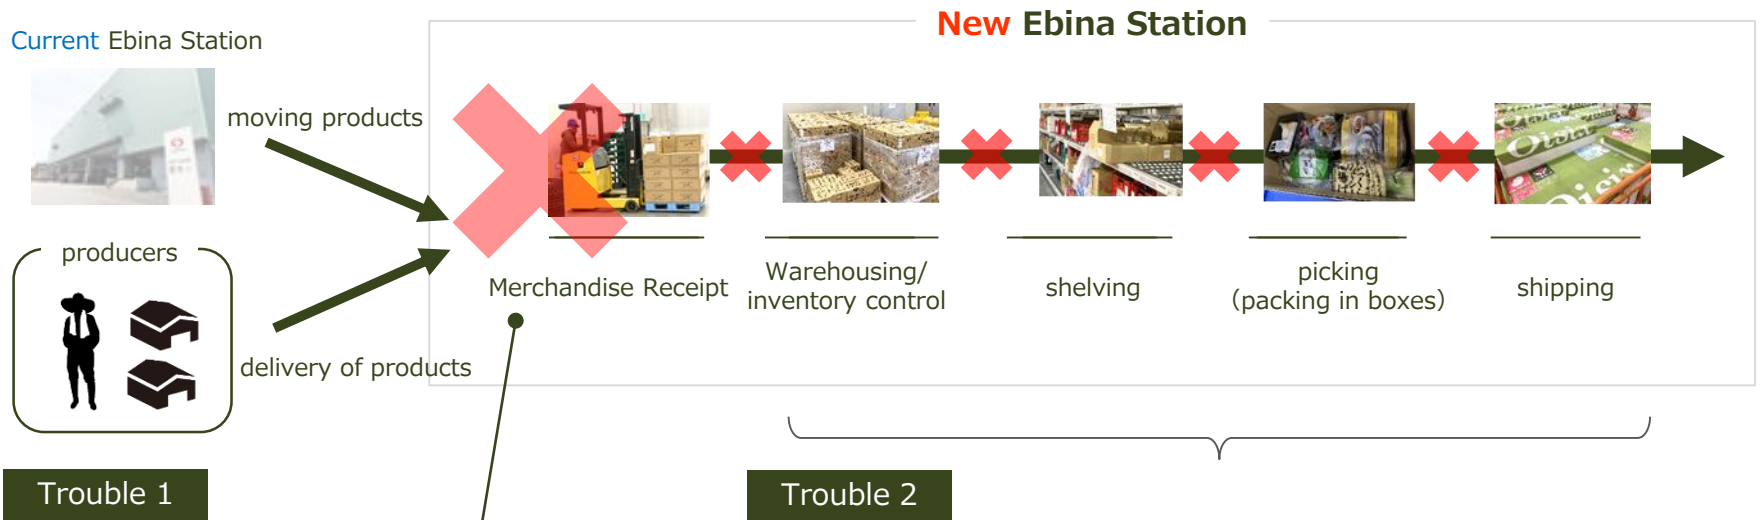 New Ebina Station
Current Ebina Station
moving products
producers
delivery of products
Merchandise Receipt
Warehousing/
inventory control
shelving
picking
(packing in boxes)
shipping
Oisix
Trouble 1
Trouble 2